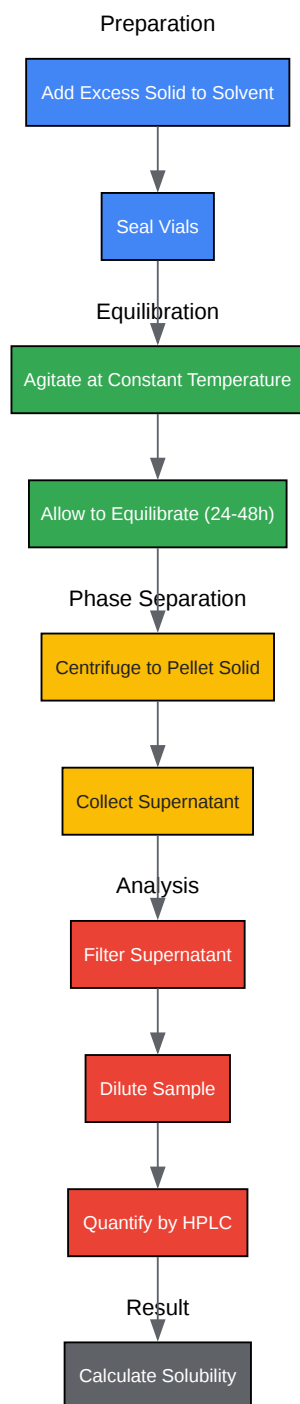 Preparation
Add Excess Solid to Solvent
Seal Vials
Equilibration
Agitate at Constant Temperature
Allow to Equilibrate (24-48h)
Phase Separation
Centrifuge to Pellet Solid
Collect Supernatant
Analysis
Filter Supernatant
Dilute Sample
Quantify by HPLC
Result
Calculate Solubility